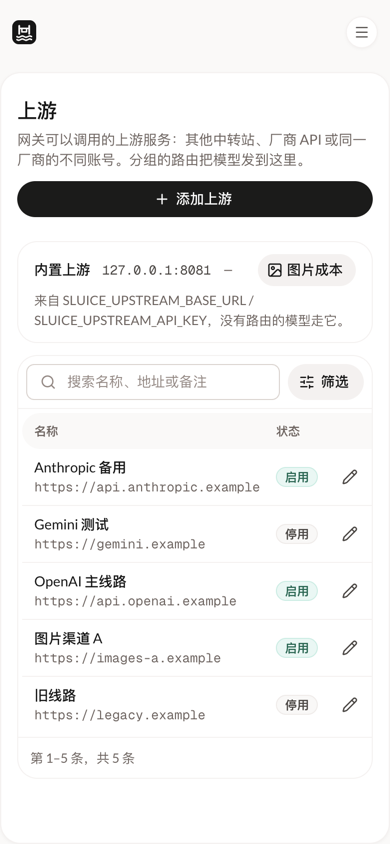 上游
网关可以调用的上游服务：其他中转站、厂商 API 或同一
厂商的不同账号。分组的路由把模型发到这里。
+ 添加上游
内置上游 127.0.0.1:8081 — 图片成本
来自 SLUICE_UPSTREAM_BASE_URL /
SLUICE_UPSTREAM_API_KEY，没有路由的模型走它。
搜索名称、地址或备注 筛选
名称 状态
Anthropic 备用
https://api.anthropic.example 启用
Gemini 测试
https://gemini.example 停用
OpenAI 主线路
https://api.openai.example 启用
图片渠道 A
https://images-a.example 启用
旧线路
https://legacy.example 停用
第 1–5 条，共 5 条